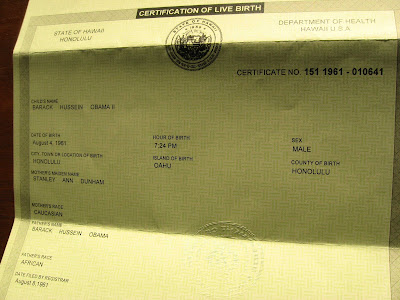 CERTIFICATION OF LIVE BIRTH
STATE OF HAWAII
HONOLULU
DEPARTMENT OF HEALTH
HAWAII U.S.A.
CERTIFICATE NO. 151 1961 - 010641
CHILD'S NAME
BARACK HUSSEIN OBAMA II
DATE OF BIRTH
August 4, 1961
HOUR OF BIRTH
7:24 PM
SEX
MALE
CITY, TOWN OR LOCATION OF BIRTH
HONOLULU
ISLAND OF BIRTH
OAHU
COUNTY OF BIRTH
HONOLULU
MOTHER'S MAIDEN NAME
STANLEY ANN DUNHAM
MOTHER'S RACE
CAUCASIAN
FATHER'S NAME
BARACK HUSSEIN OBAMA
FATHER'S RACE
AFRICAN
DATE FILED BY REGISTRAR
August 8, 1961